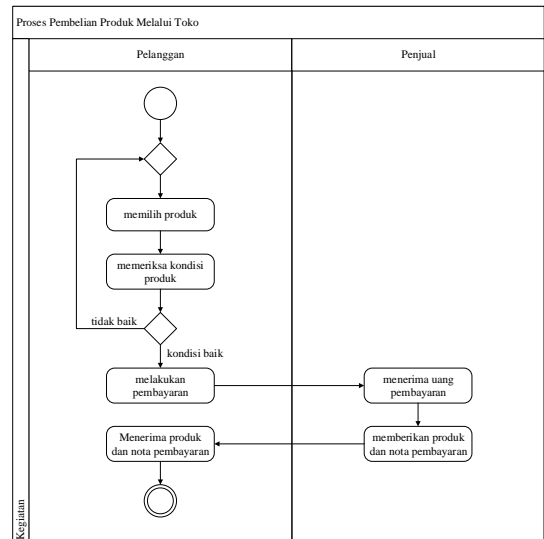 Proses Pembelian Produk Melalui Toko
Pelanggan
Penjual
memilih produk
memeriksa kondisi
produk
tidak baik
kondisi baik
melakukan
pembayaran
menerima uang
pembayaran
Menerima produk
dan nota pembayaran
memberikan produk
dan nota pembayaran
Kegiatan